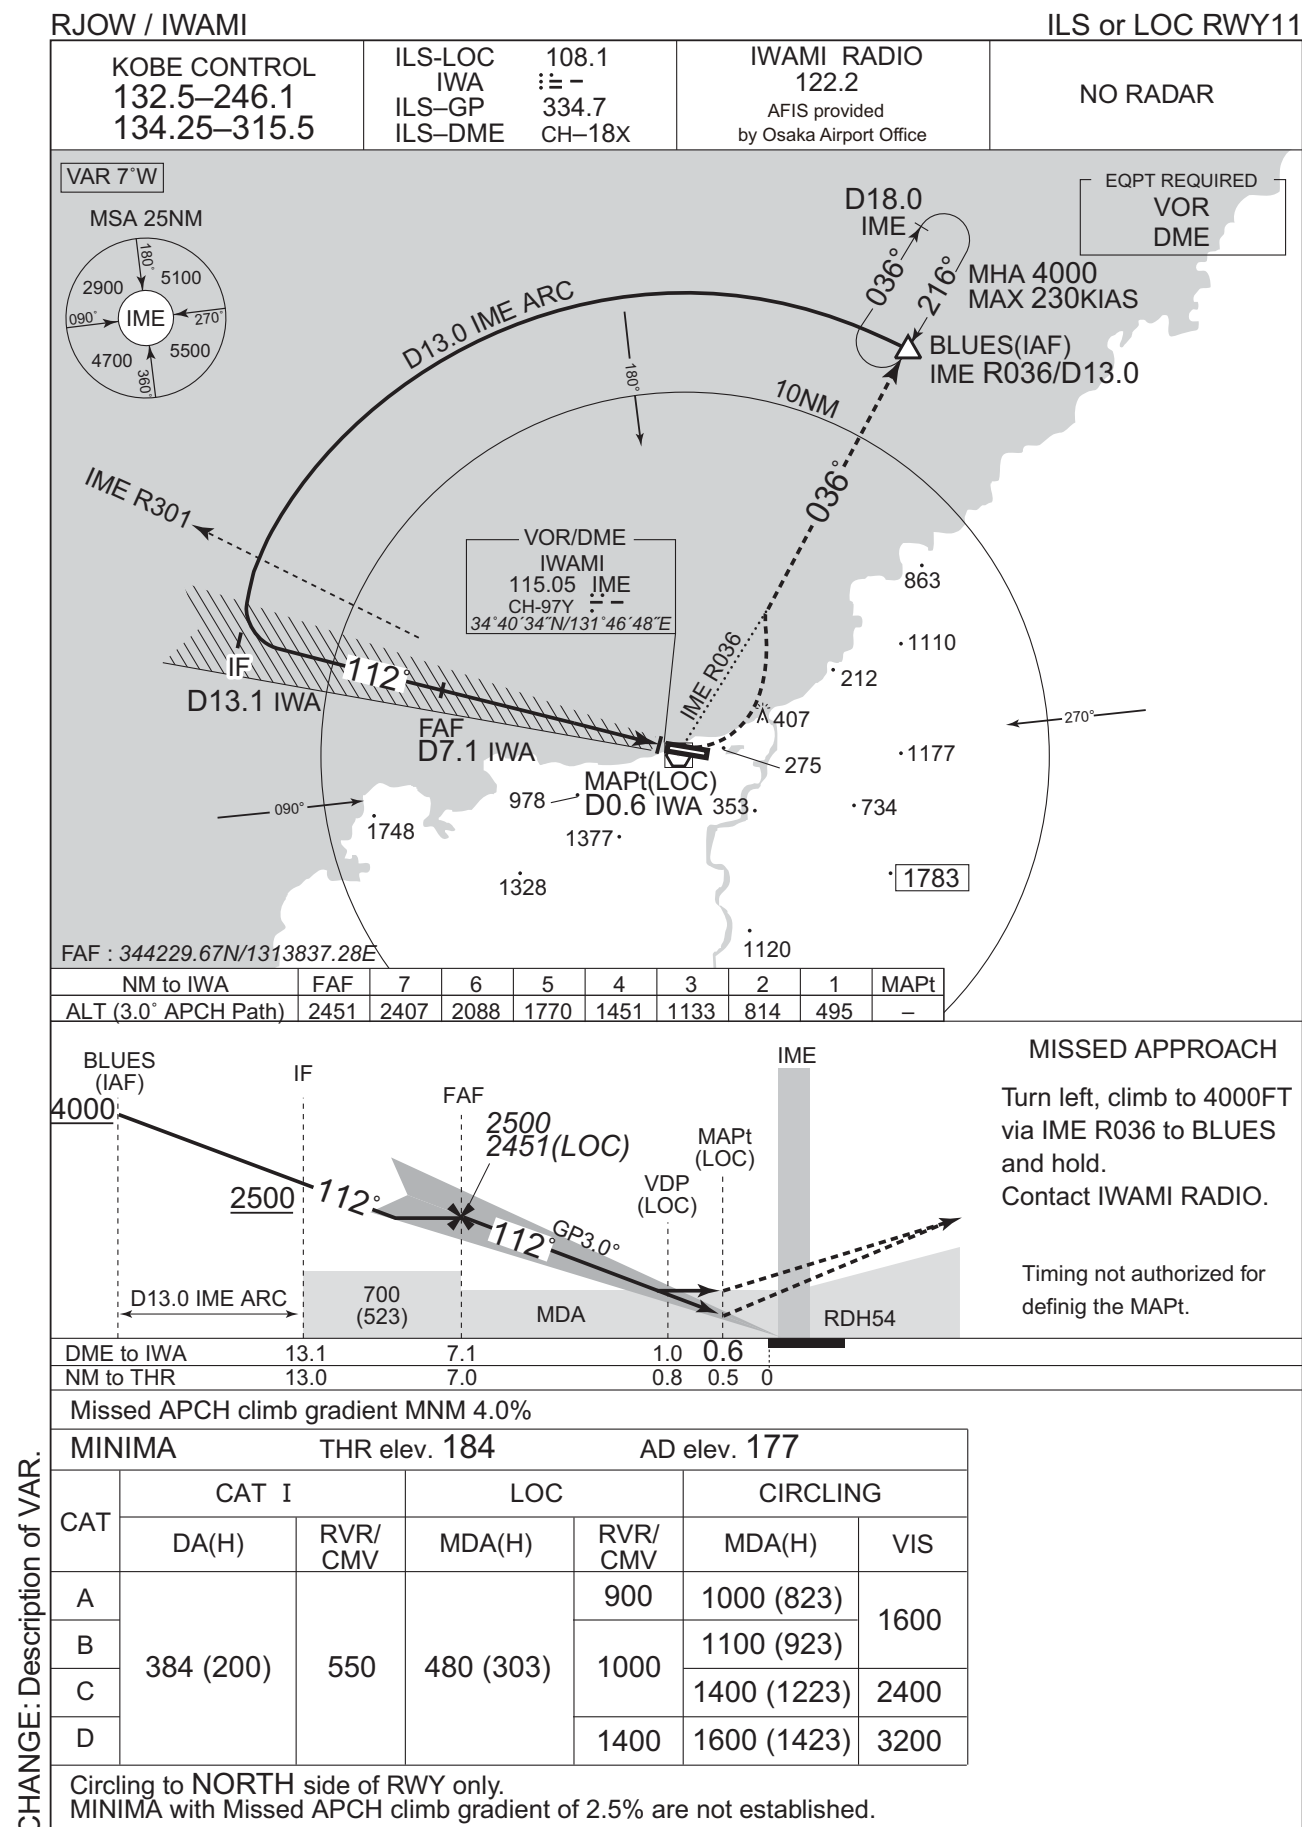 RJOW / IWAMI
ILS or LOC RWY11
KOBE CONTROL
132.5–246.1
134.25–315.5
ILS-LOC 108.1
IWA
ILS–GP 334.7
ILS–DME CH–18X
IWAMI RADIO
122.2
AFIS provided
by Osaka Airport Office
NO RADAR
VAR 7°W
MSA 25NM
180°
5100
2900
090°
IME
270°
4700
5500
360°
EQPT REQUIRED
VOR
DME
D18.0
IME
036°
216°
MHA 4000
MAX 230KIAS
BLUES(IAF)
IME R036/D13.0
D13.0 IME ARC
180°
10NM
036°
IME R301
VOR/DME
IWAMI
115.05 IME
CH-97Y
34°40´34˝N/131°46´48˝E
863
1110
IME R036
212
IF
112°
D13.1 IWA
407
270°
FAF
D7.1 IWA
1177
275
MAPt(LOC)
D0.6 IWA
978
353
734
090°
1748
1377
1328
1783
1120
FAF : 344229.67N/1313837.28E
NM to IWA FAF 7 6 5 4 3 2 1 MAPt
ALT (3.0° APCH Path) 2451 2407 2088 1770 1451 1133 814 495 –
BLUES
(IAF)
4000
IF
2500
112°
FAF
2500
2451(LOC)
112°
GP3.0°
VDP
(LOC)
MAPt
(LOC)
IME
D13.0 IME ARC
700
(523)
MDA
RDH54
MISSED APPROACH
Turn left, climb to 4000FT
via IME R036 to BLUES
and hold.
Contact IWAMI RADIO.
Timing not authorized for
definig the MAPt.
DME to IWA 13.1 7.1 1.0 0.6
NM to THR 13.0 7.0 0.8 0.5 0
Missed APCH climb gradient MNM 4.0%
MINIMA THR elev. 184 AD elev. 177
CAT CAT I LOC CIRCLING
DA(H) RVR/CMV MDA(H) RVR/CMV MDA(H) VIS
A 384 (200) 550 480 (303) 900 1000 (823) 1600
B 1000 1100 (923)
C 1400 (1223) 2400
D 1400 1600 (1423) 3200
Circling to NORTH side of RWY only.
MINIMA with Missed APCH climb gradient of 2.5% are not established.
CHANGE: Description of VAR.